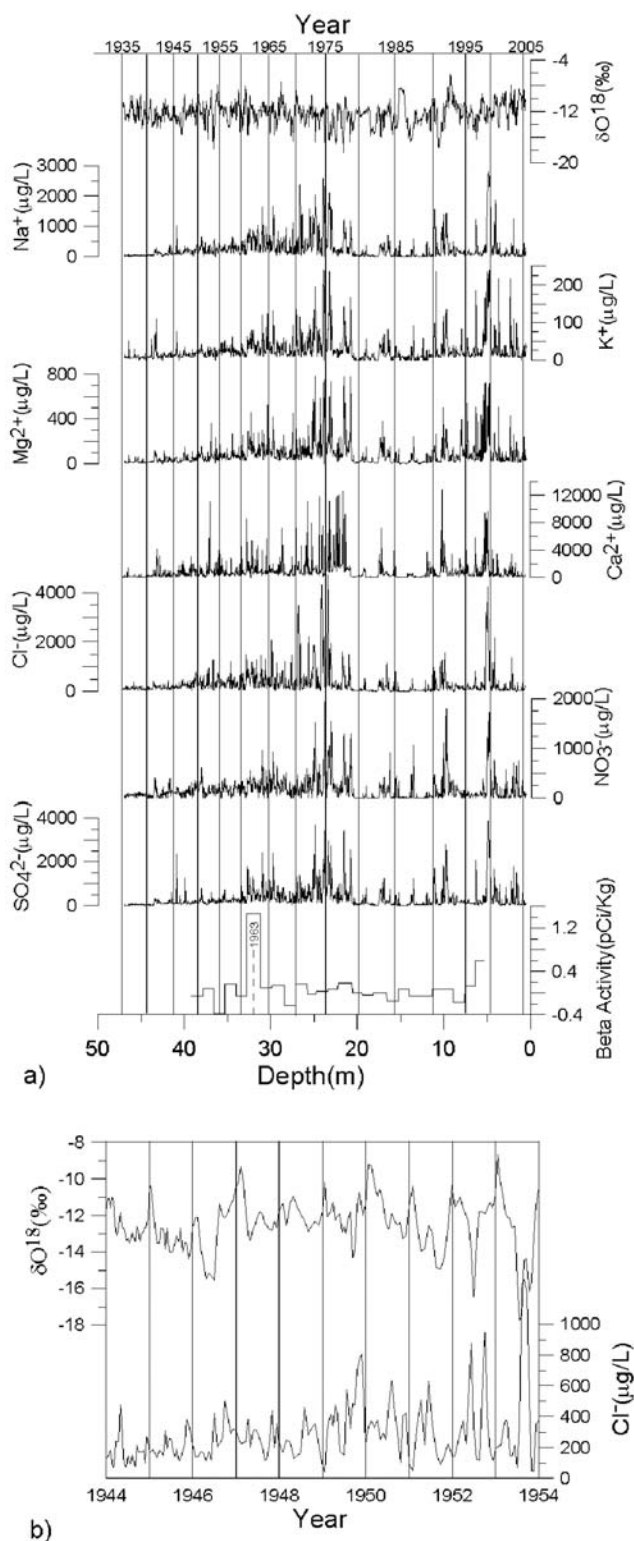 Year
1935 1945 1955 1965 1975 1985 1995 2005
-4
-12
-20
δO18(‰)
3000
2000
1000
0
Na+(µg/L)
200
100
0
K+(µg/L)
800
400
0
Mg2+(µg/L)
12000
8000
4000
0
Ca2+(µg/L)
4000
2000
0
Cl-(µg/L)
2000
1000
0
NO3-(µg/L)
4000
2000
0
SO42-(µg/L)
1963
1.2
0.4
-0.4
Beta Activity(pCi/Kg)
50 40 30 20 10 0
a) Depth(m)
-8
-10
-12
-14
-16
-18
δO18(‰)
1000
800
600
400
200
0
Cl-(µg/L)
1944 1946 1948 1950 1952 1954
Year
b)